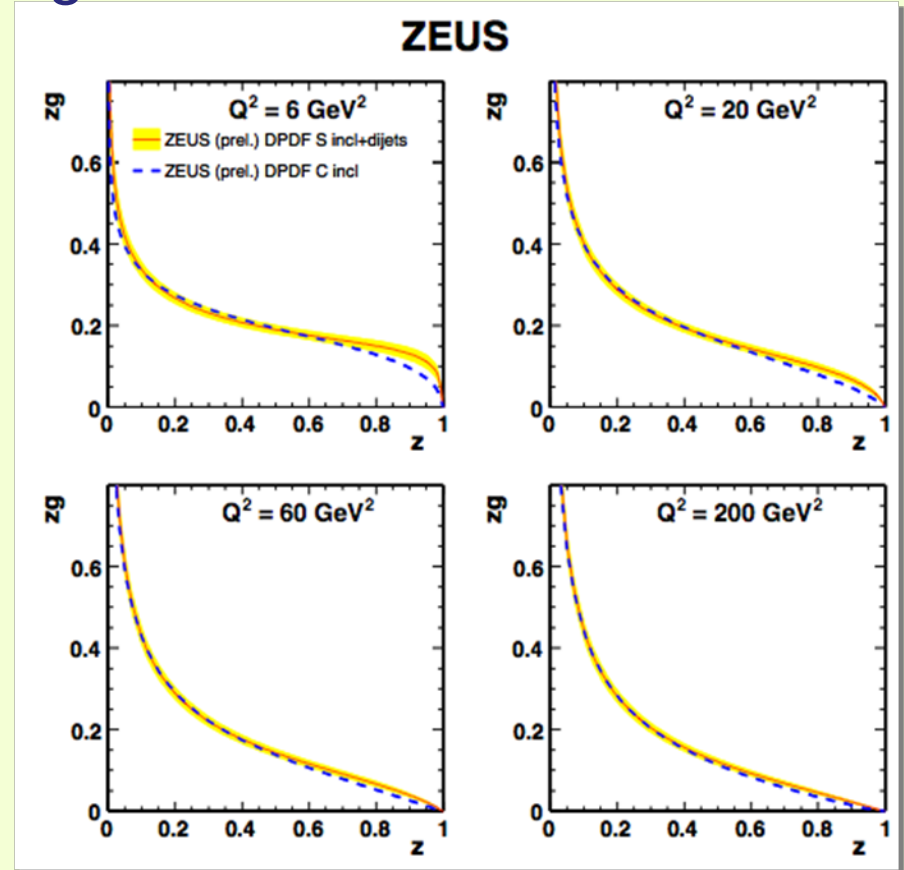 ZEUS
zg
Q² = 6 GeV²
ZEUS (prel.) DPDF S incl+dijets
ZEUS (prel.) DPDF C incl
0.6
0.4
0.2
0
0 0.2 0.4 0.6 0.8 1
z
zg
Q² = 20 GeV²
0.6
0.4
0.2
0
0 0.2 0.4 0.6 0.8 1
z
zg
Q² = 60 GeV²
0.6
0.4
0.2
0
0 0.2 0.4 0.6 0.8 1
z
zg
Q² = 200 GeV²
0.6
0.4
0.2
0
0 0.2 0.4 0.6 0.8 1
z